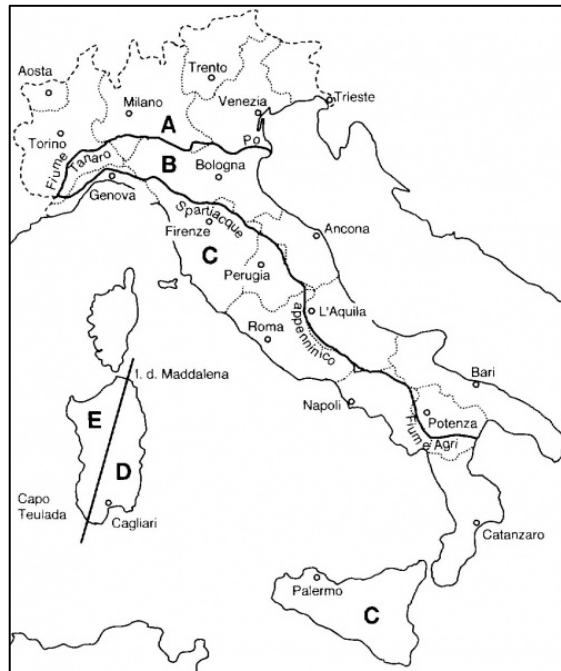 Aosta
Trento
Milano
Venezia
Trieste
A
Torino
Po
Fiume
Tanaro
B
Bologna
Genova
Spartiacque
Firenze
Ancona
C
Perugia
L'Aquila
Roma
appenninico
I. d. Maddalena
Bari
Napoli
E
Potenza
Fiume Agri
D
Capo
Teulada
Cagliari
Catanzaro
Palermo
C